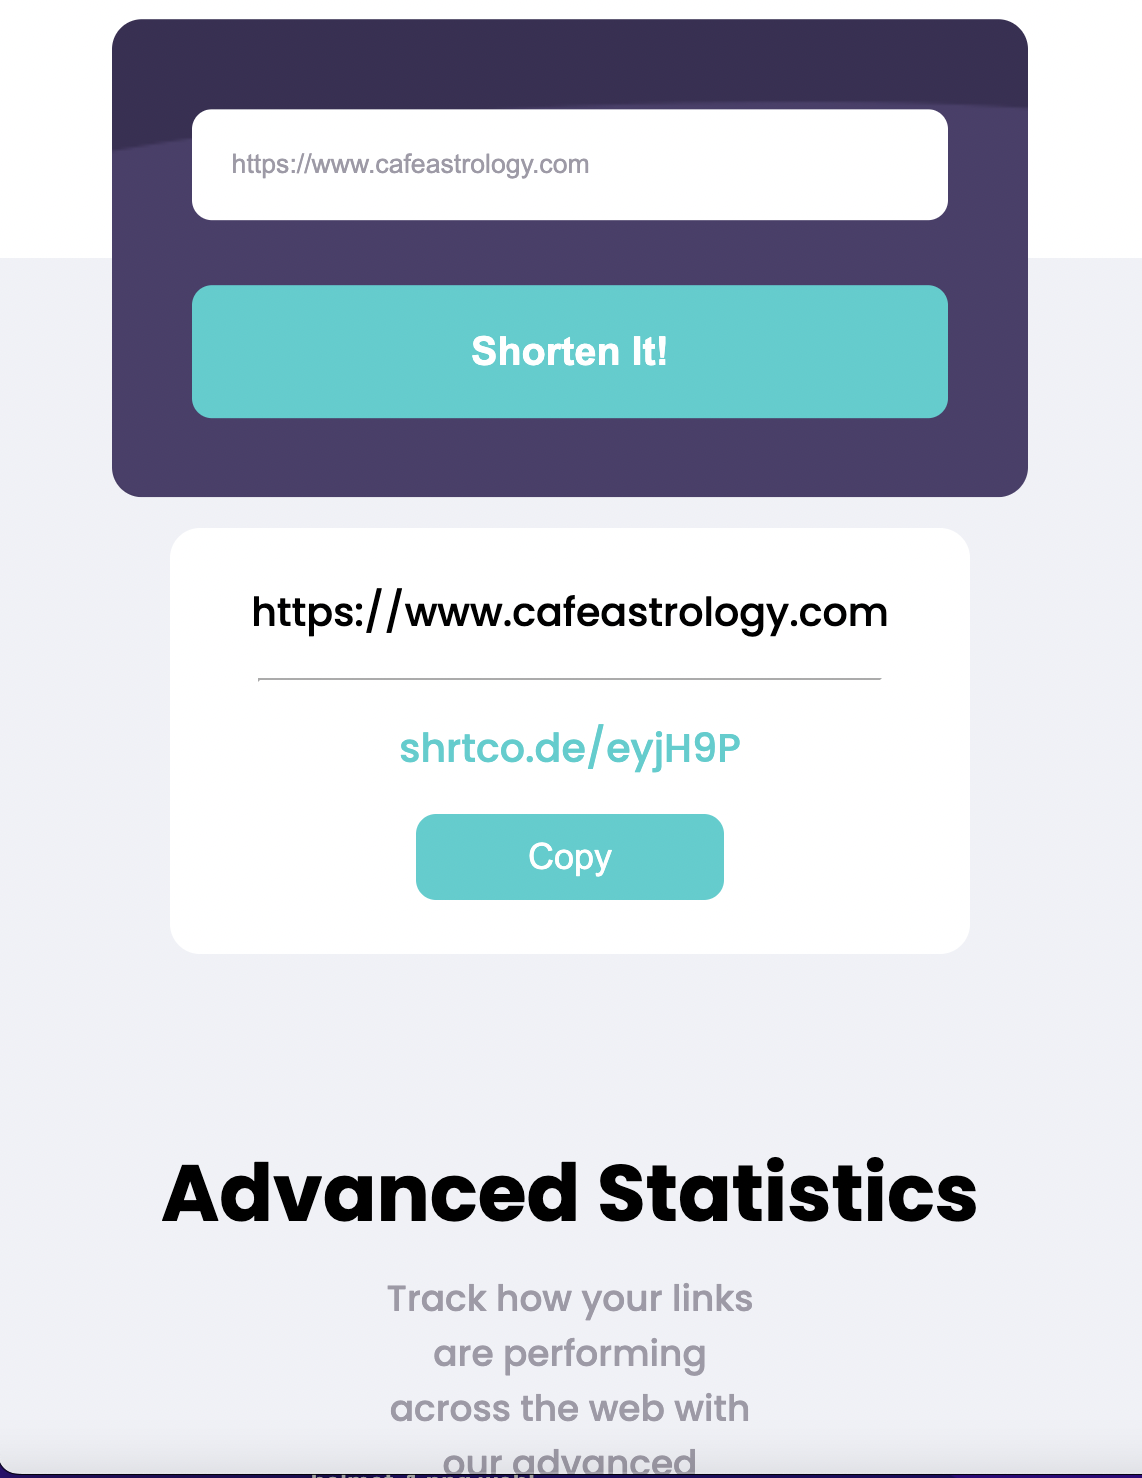 https://www.cafeastrology.com
Shorten It!
https://www.cafeastrology.com
shrtco.de/eyjH9P
Copy
Advanced Statistics
Track how your links
are performing
across the web with
our advanced